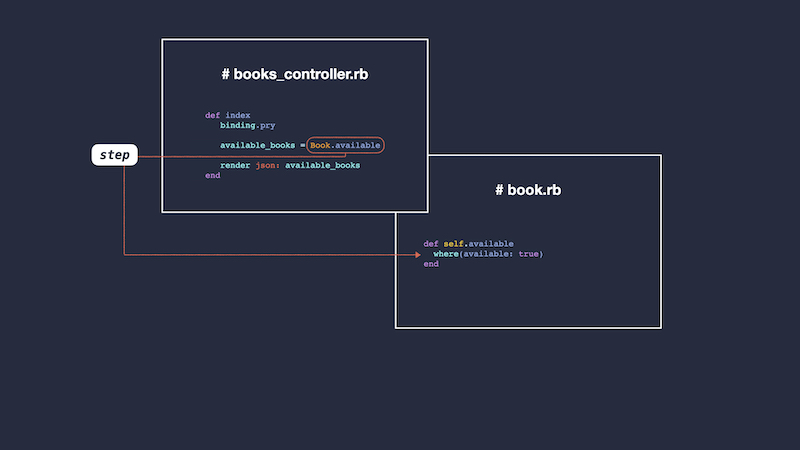 # books_controller.rb
def index
binding.pry
available_books = Book.available
step
render json: available_books
end
# book.rb
def self.available
where(available: true)
end